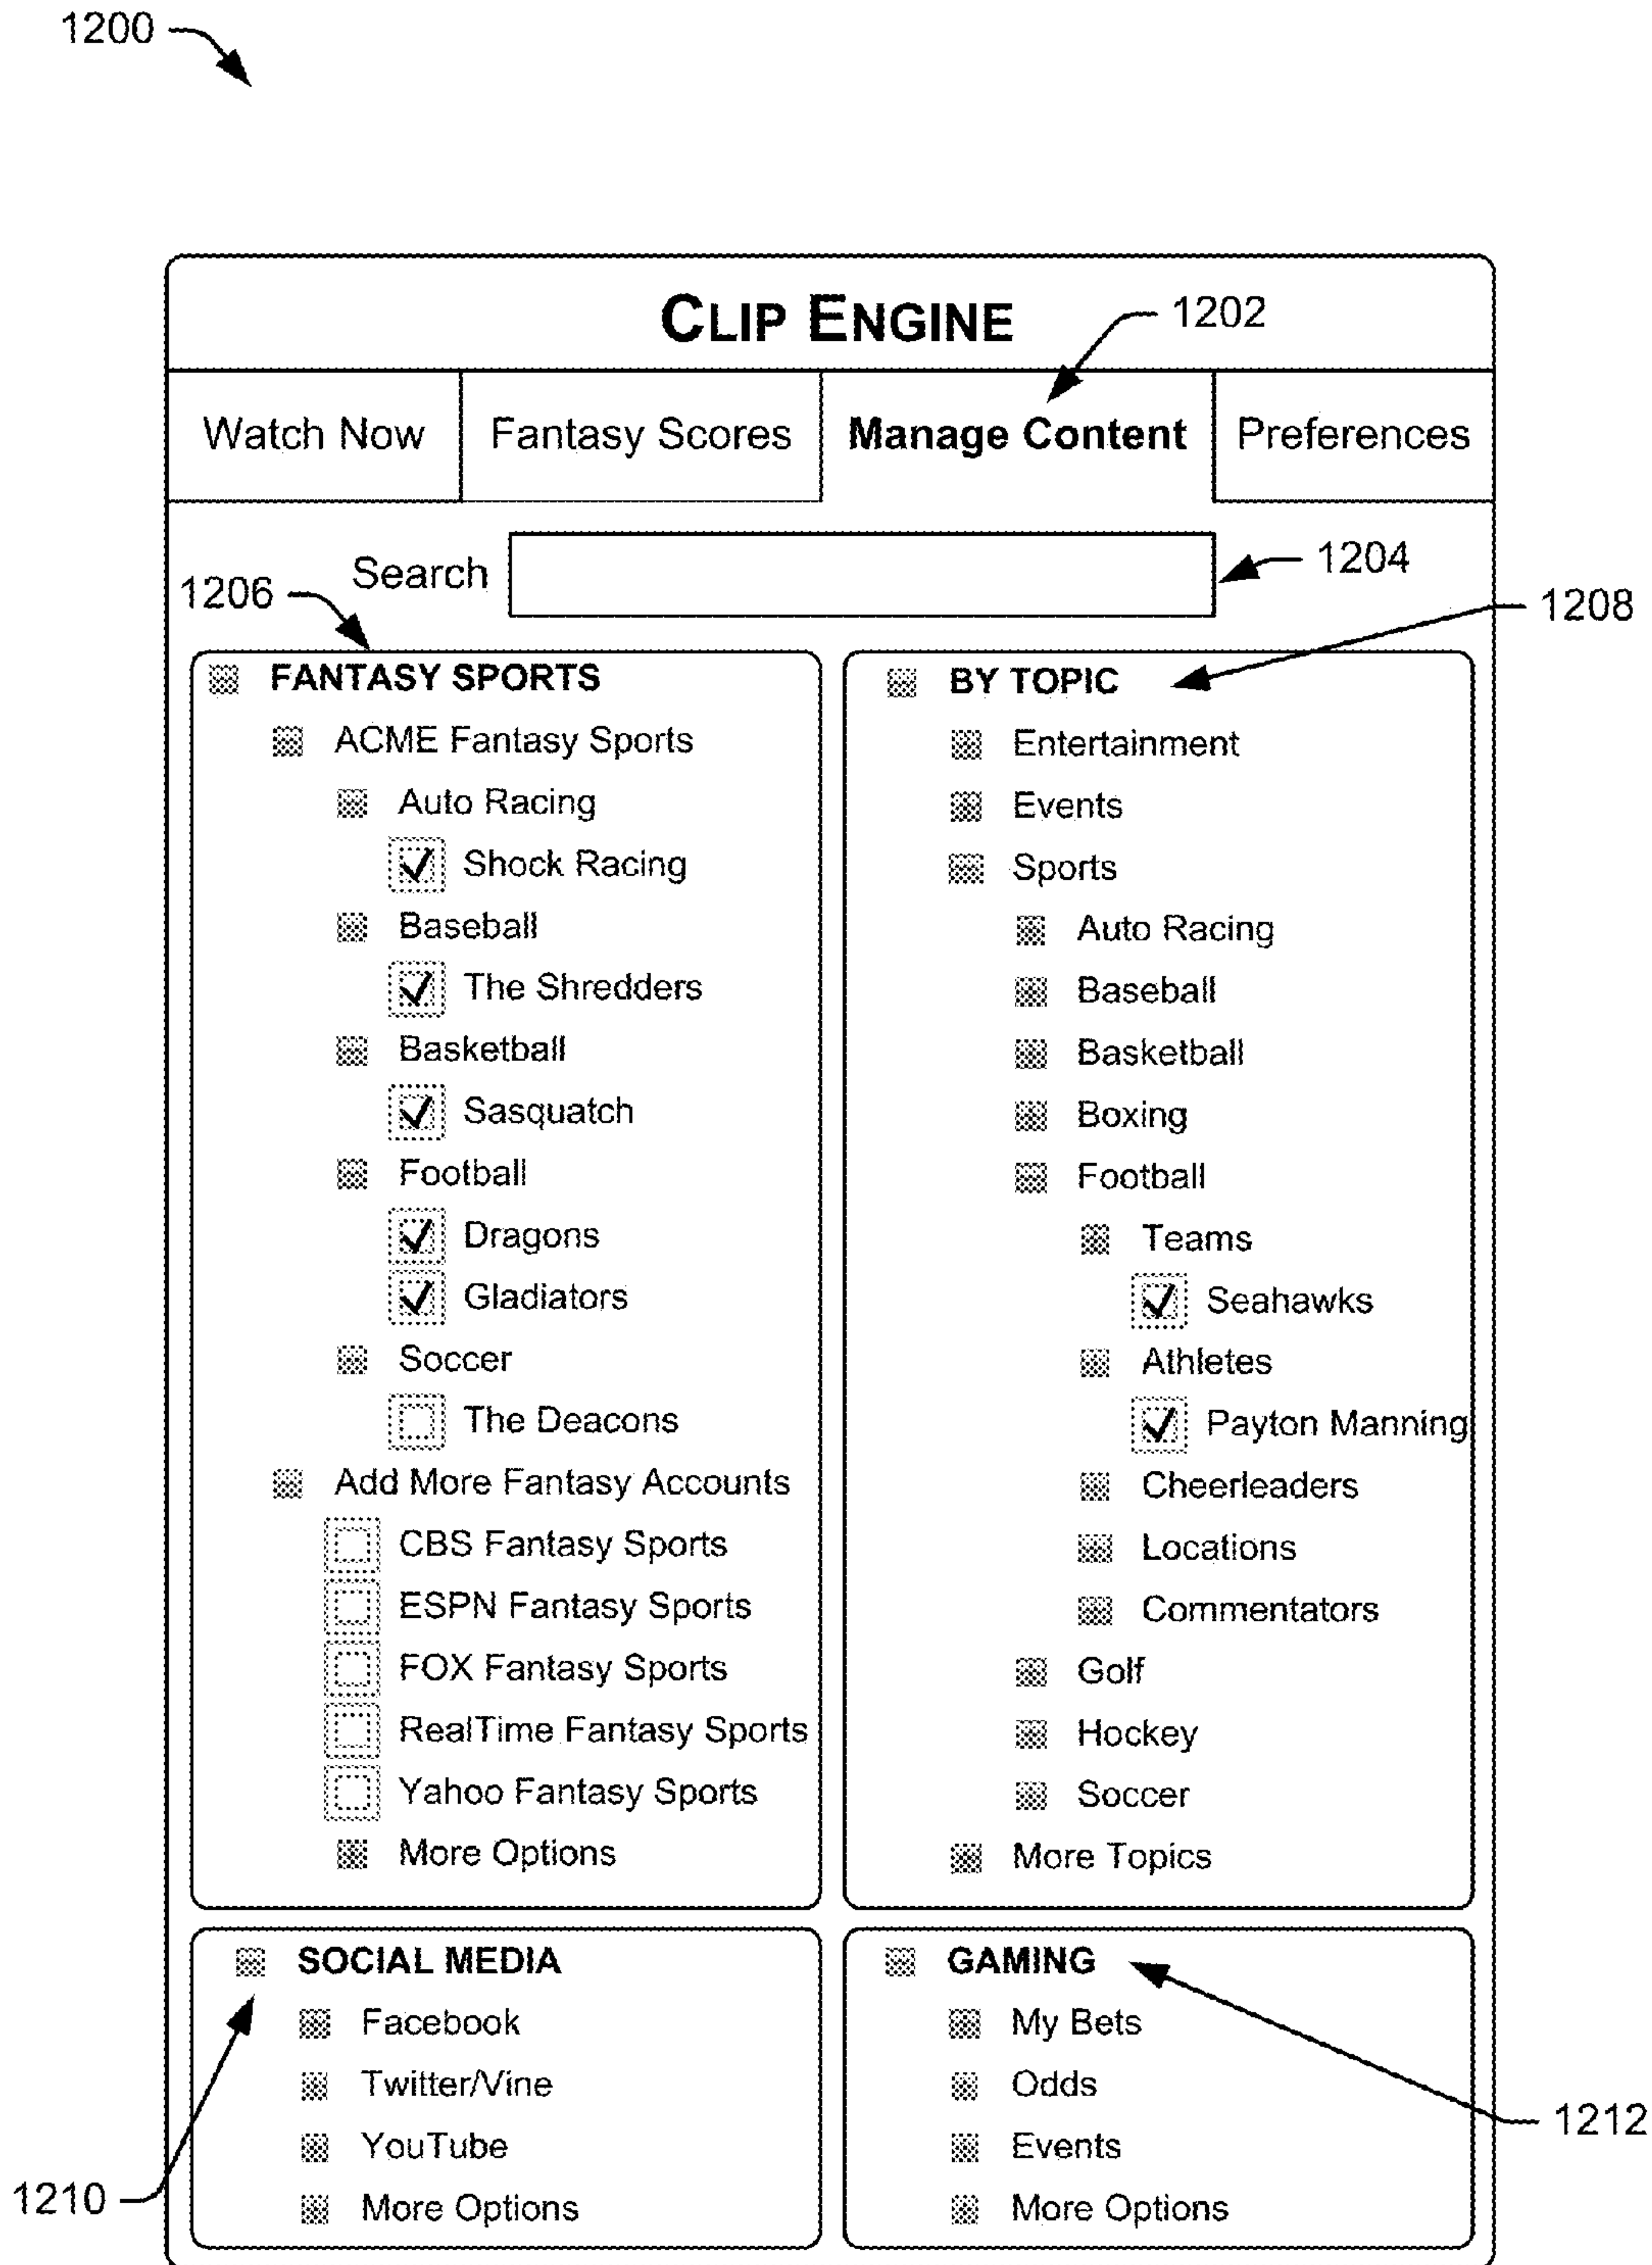 1200
CLIP ENGINE
1202
Watch Now
Fantasy Scores
Manage Content
Preferences
Search
1204
1206
1208
FANTASY SPORTS
ACME Fantasy Sports
Auto Racing
Shock Racing
Baseball
The Shredders
Basketball
Sasquatch
Football
Dragons
Gladiators
Soccer
The Deacons
Add More Fantasy Accounts
CBS Fantasy Sports
ESPN Fantasy Sports
FOX Fantasy Sports
RealTime Fantasy Sports
Yahoo Fantasy Sports
More Options
BY TOPIC
Entertainment
Events
Sports
Auto Racing
Baseball
Basketball
Boxing
Football
Teams
Seahawks
Athletes
Payton Manning
Cheerleaders
Locations
Commentators
Golf
Hockey
Soccer
More Topics
SOCIAL MEDIA
Facebook
Twitter/Vine
YouTube
More Options
1210
GAMING
My Bets
Odds
Events
More Options
1212